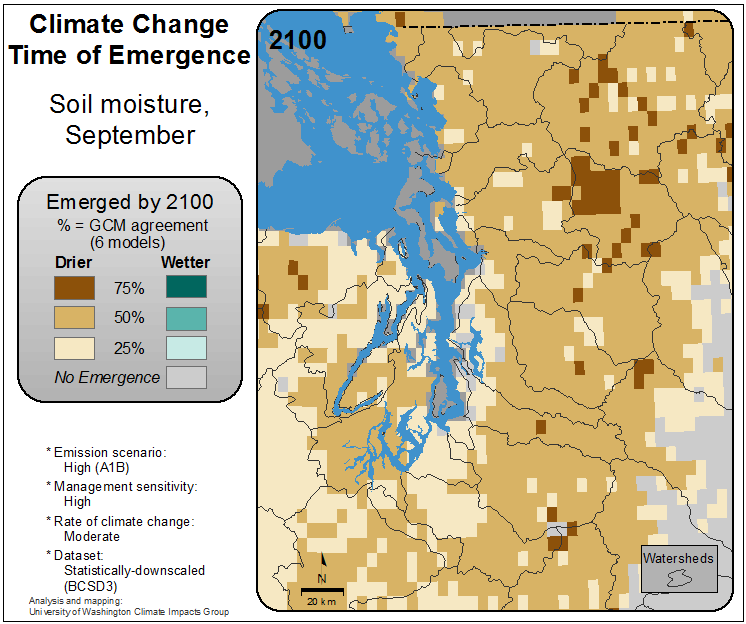 Climate Change
Time of Emergence
Soil moisture,
September
Emerged by 2100
% = GCM agreement
(6 models)
Drier Wetter
75%
50%
25%
No Emergence
* Emission scenario:
High (A1B)
* Management sensitivity:
High
* Rate of climate change:
Moderate
* Dataset:
Statistically-downscaled
(BCSD3)
Analysis and mapping:
University of Washington Climate Impacts Group
2100
N
20 km
Watersheds